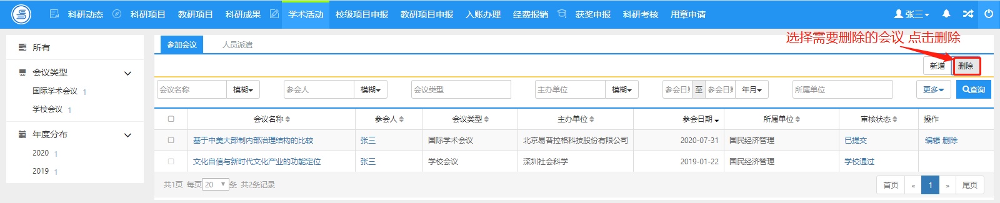 科研动态 科研项目 教研项目 科研成果 学术活动 校级项目申报 教研项目申报 入账办理 经费报销 获奖申报 科研考核 用章申请 张三
选择需要删除的会议 点击删除
所有
会议类型
国际学术会议 1
学校会议 1
年度分布
2020 1
2019 1
参加会议 人员派遣
新增 删除
会议名称 模糊 参会人 模糊 会议类型 主办单位 模糊 参会日期 至 参会日期 年月 所属单位 更多 查询
会议名称 参会人 会议类型 主办单位 参会日期 所属单位 审核状态 操作
基于中美大部制内部治理结构的比较 张三 国际学术会议 北京易普拉格科技股份有限公司 2020-07-31 国民经济管理 已提交 编辑 删除
文化自信与新时代文化产业的功能定位 张三 学校会议 深圳社会科学 2019-01-22 国民经济管理 学校通过
共1页 每页 20 条 共2条记录 首页 « 1 » 尾页